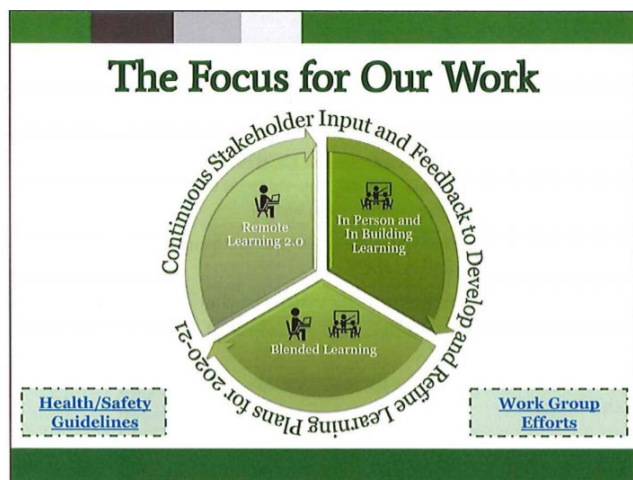 The Focus for Our Work
Continuous Stakeholder Input and Feedback to Develop and Refine Learning Plans for 2020-21
Remote
Learning 2.0
In Person and
In Building
Learning
Blended Learning
Health/Safety
Guidelines
Work Group
Efforts